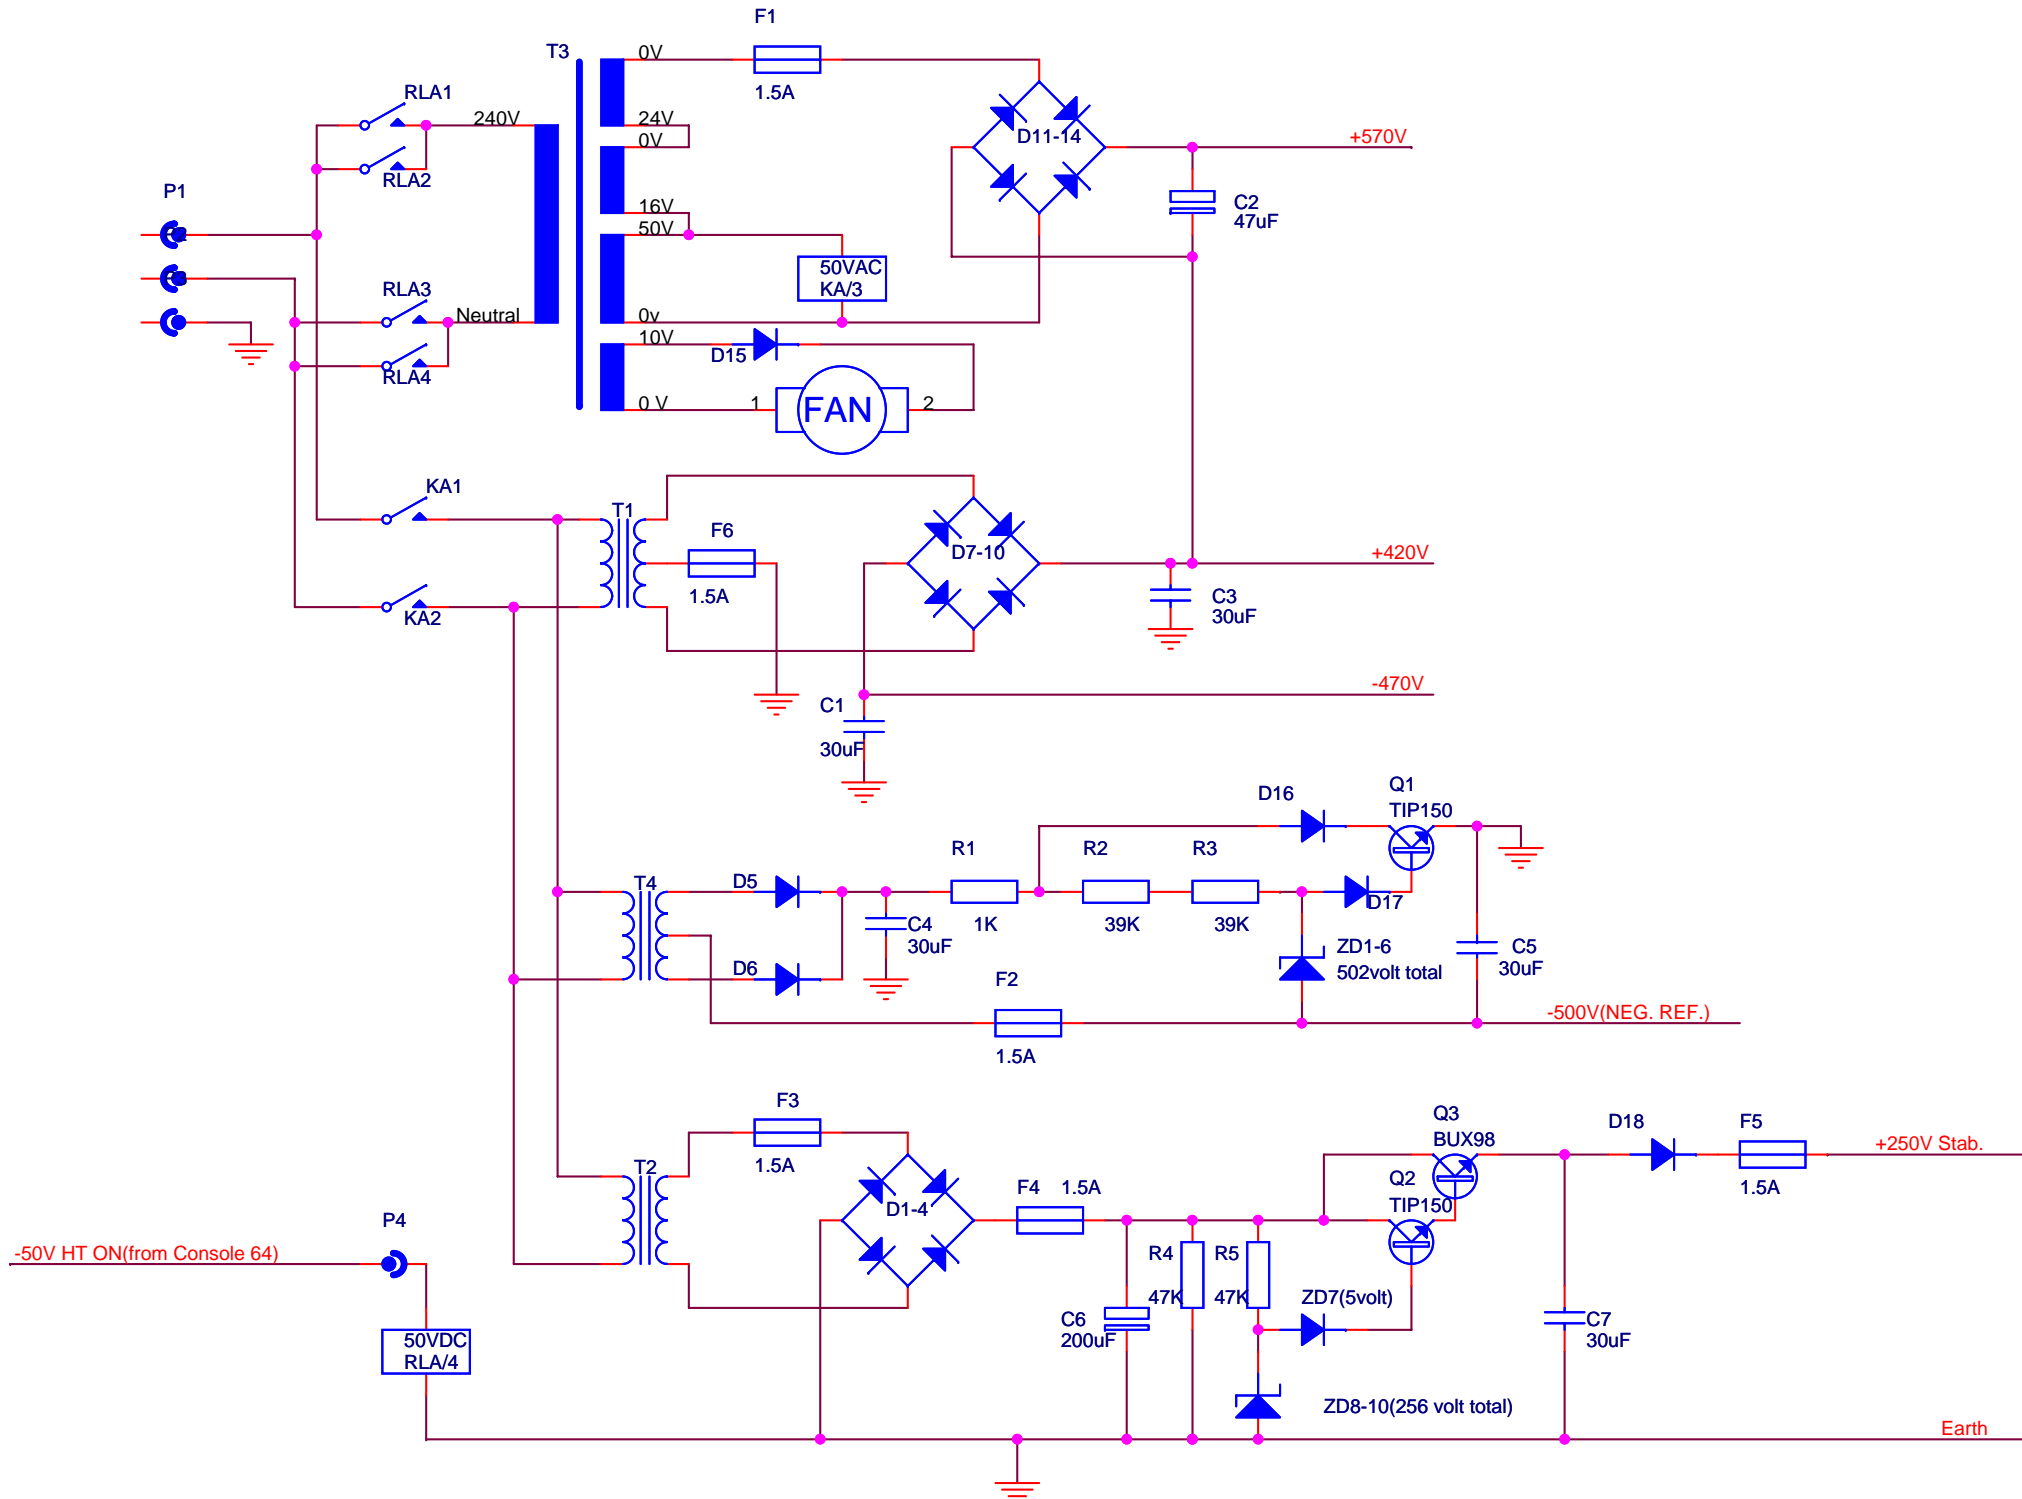 F1
T3
0V
1.5A
RLA1
240V
24V
0V
D11-14
+570V
RLA2
P1
16V
50V
C2
47uF
50VAC
KA/3
RLA3
Neutral
0v
10V
D15
RLA4
0 V
1
FAN
2
KA1
T1
F6
D7-10
+420V
1.5A
C3
30uF
KA2
-470V
C1
30uF
Q1
TIP150
D16
R1
R2
R3
T4
D5
D17
C4
30uF
1K
39K
39K
ZD1-6
502volt total
C5
30uF
D6
F2
-500V(NEG. REF.)
1.5A
F3
Q3
BUX98
D18
F5
+250V Stab.
1.5A
T2
F4
1.5A
Q2
TIP150
1.5A
D1-4
P4
-50V HT ON(from Console 64)
R4
R5
47K
47K
ZD7(5volt)
C6
200uF
C7
30uF
50VDC
RLA/4
ZD8-10(256 volt total)
Earth